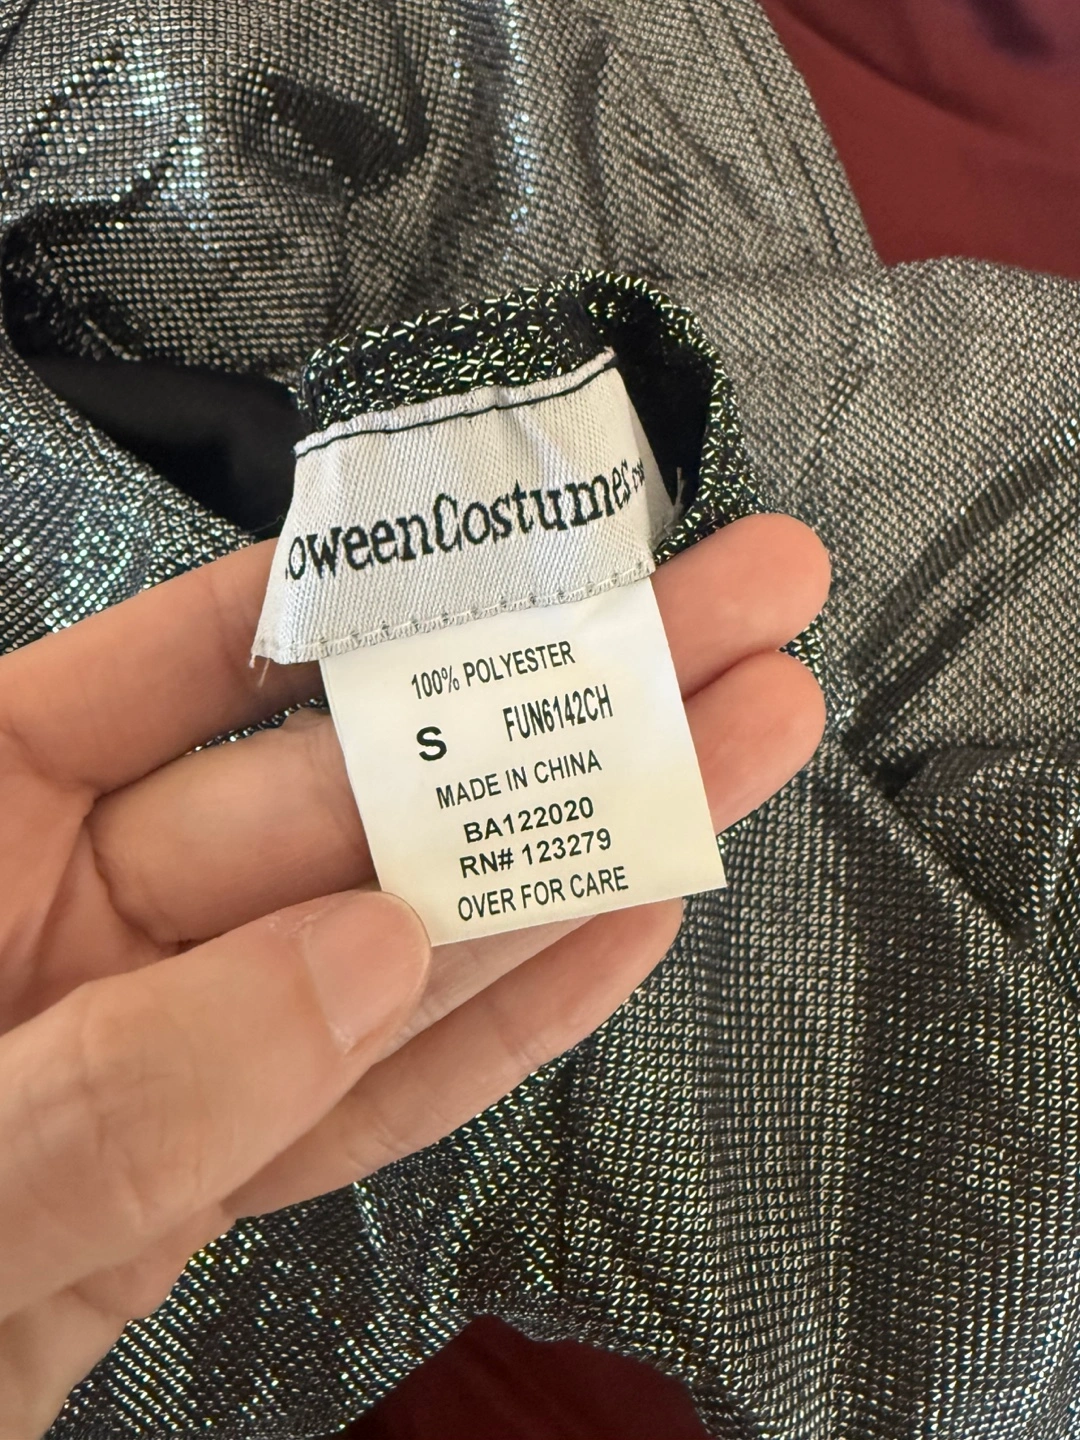 oweenCostumes
100% POLYESTER
S FUN6142CH
MADE IN CHINA
BA122020
RN# 123279
OVER FOR CARE